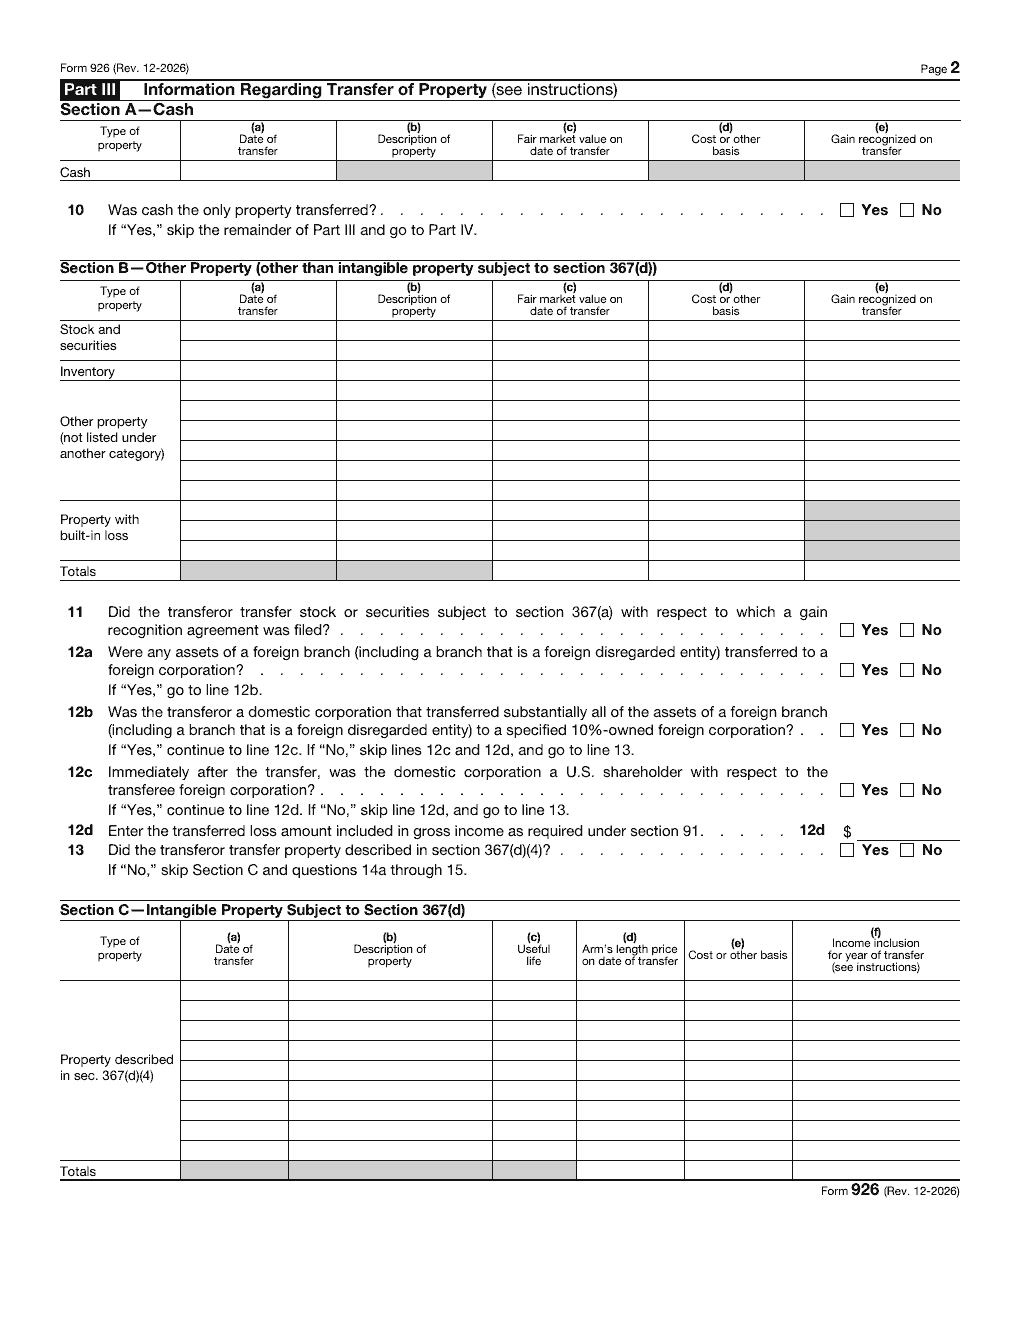 Form 926 (Rev. 12-2026) Page 2
Part III Information Regarding Transfer of Property (see instructions)
Section A—Cash
Type of property
(a) Date of transfer
(b) Description of property
(c) Fair market value on date of transfer
(d) Cost or other basis
(e) Gain recognized on transfer
Cash
10 Was cash the only property transferred? . . . . . . . . . . . . . . . . . . . . . . . . Yes No
If “Yes,” skip the remainder of Part III and go to Part IV.
Section B—Other Property (other than intangible property subject to section 367(d))
Type of property
(a) Date of transfer
(b) Description of property
(c) Fair market value on date of transfer
(d) Cost or other basis
(e) Gain recognized on transfer
Stock and
securities
Inventory
Other property
(not listed under
another category)
Property with
built-in loss
Totals
11 Did the transferor transfer stock or securities subject to section 367(a) with respect to which a gain
recognition agreement was filed? . . . . . . . . . . . . . . . . . . . . . . . . . . Yes No
12a Were any assets of a foreign branch (including a branch that is a foreign disregarded entity) transferred to a
foreign corporation? . . . . . . . . . . . . . . . . . . . . . . . . . . . . . . Yes No
If “Yes,” go to line 12b.
12b Was the transferor a domestic corporation that transferred substantially all of the assets of a foreign branch
(including a branch that is a foreign disregarded entity) to a specified 10%-owned foreign corporation? . . Yes No
If “Yes,” continue to line 12c. If “No,” skip lines 12c and 12d, and go to line 13.
12c Immediately after the transfer, was the domestic corporation a U.S. shareholder with respect to the
transferee foreign corporation? . . . . . . . . . . . . . . . . . . . . . . . . . . Yes No
If “Yes,” continue to line 12d. If “No,” skip line 12d, and go to line 13.
12d Enter the transferred loss amount included in gross income as required under section 91. . . . . 12d $
13 Did the transferor transfer property described in section 367(d)(4)? . . . . . . . . . . . . . . Yes No
If “No,” skip Section C and questions 14a through 15.
Section C—Intangible Property Subject to Section 367(d)
Type of property
(a) Date of transfer
(b) Description of property
(c) Useful life
(d) Arm’s length price on date of transfer
(e) Cost or other basis
(f) Income inclusion for year of transfer (see instructions)
Property described
in sec. 367(d)(4)
Totals
Form 926 (Rev. 12-2026)